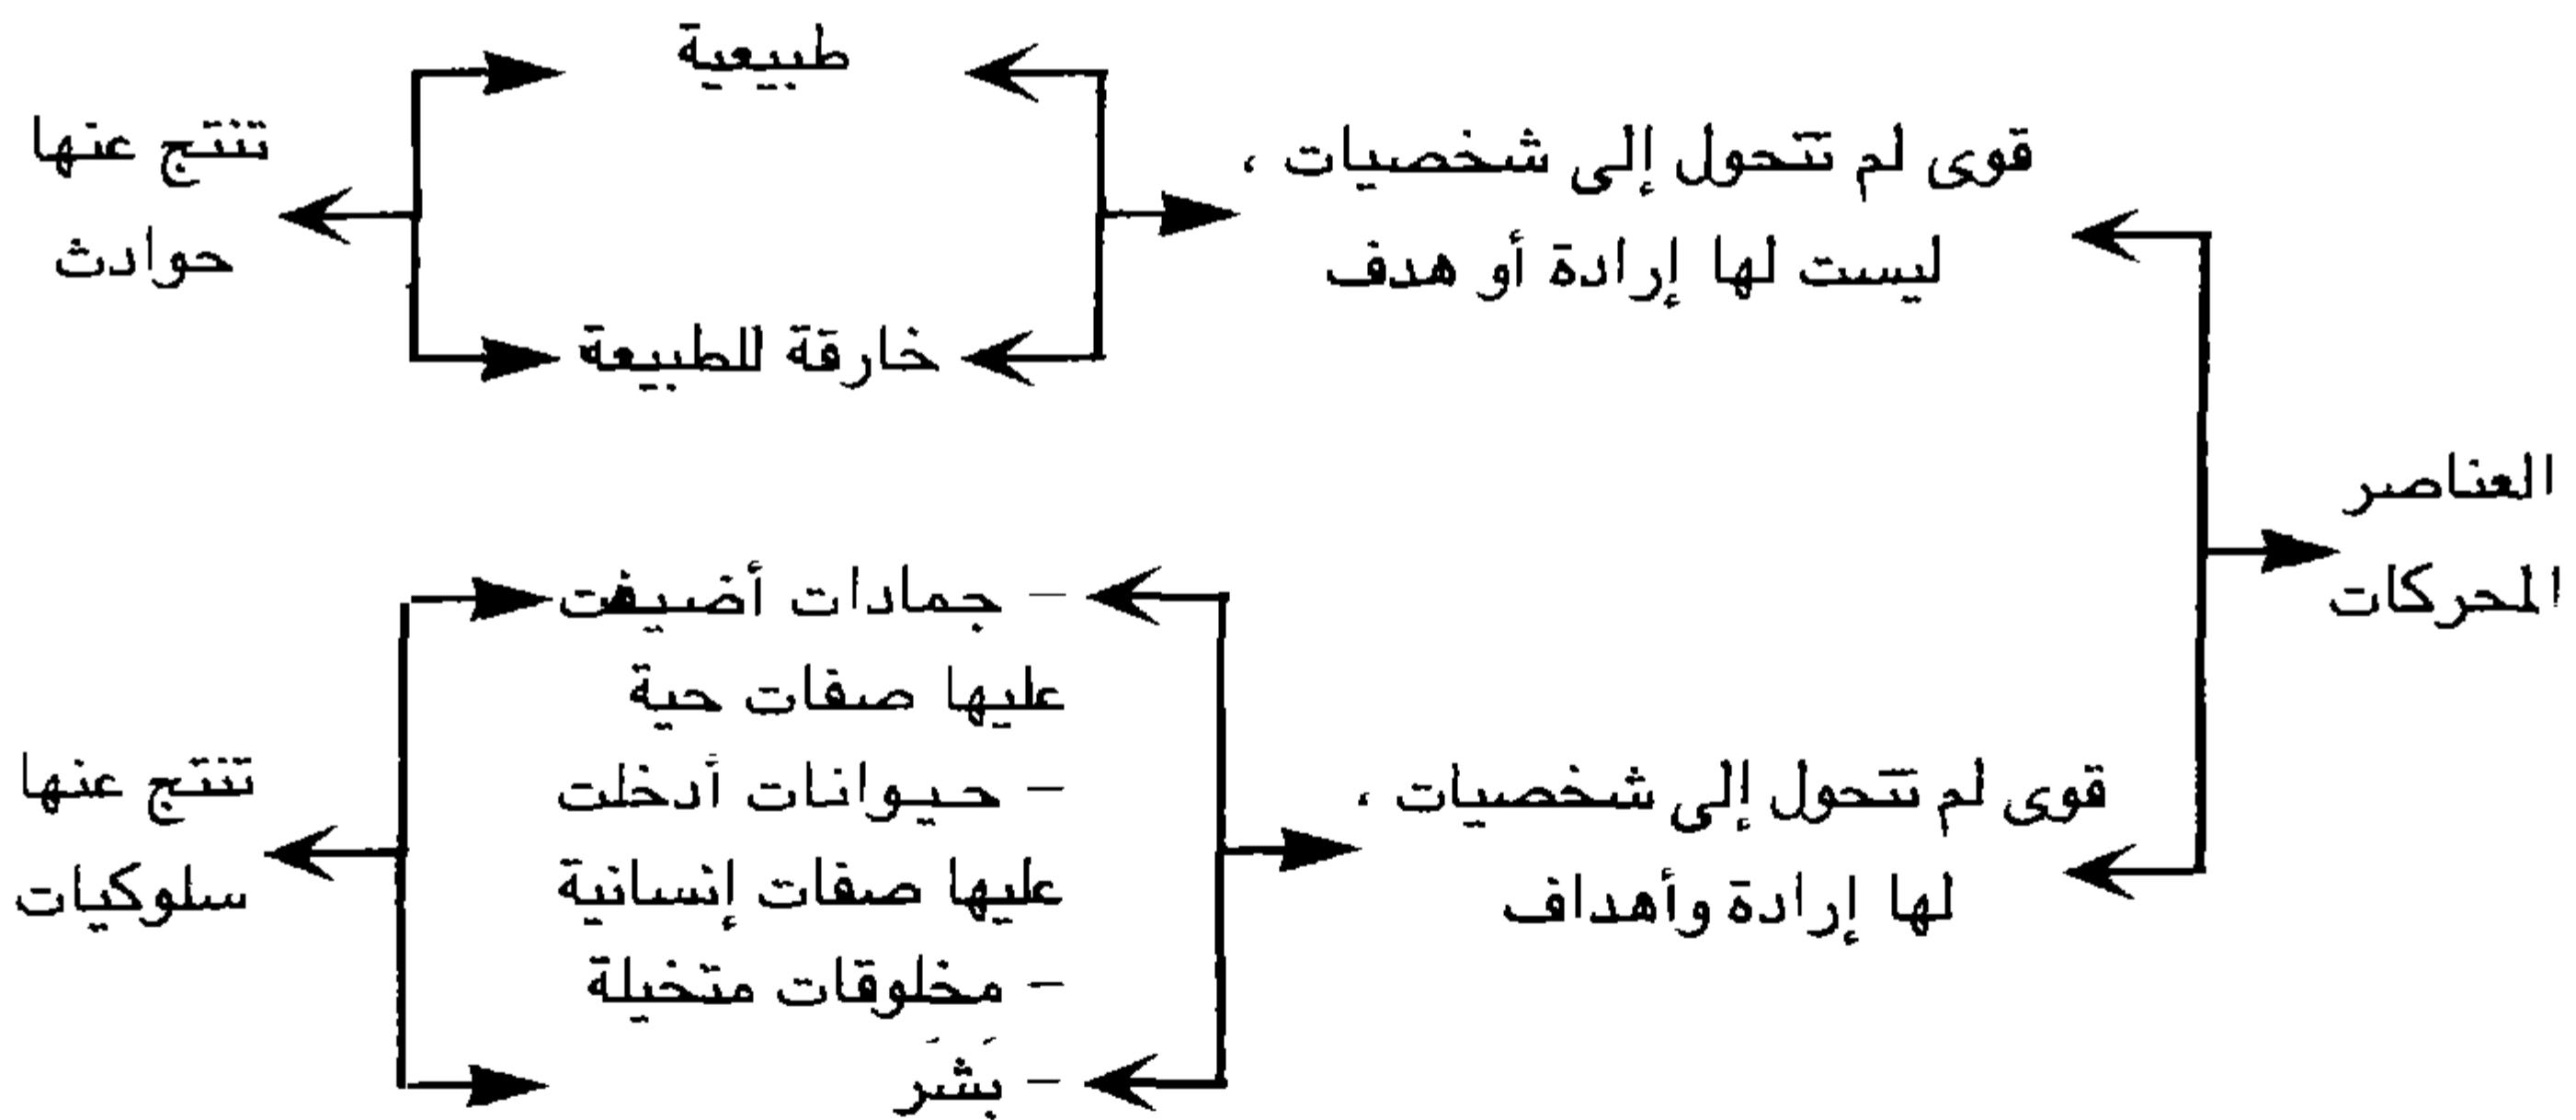 العناصر
المحركات
قوى لم تتحول إلى شخصيات ،
ليست لها إرادة أو هدف
طبيعية
خارقة للطبيعة
تنتج عنها
حوادث
قوى لم تتحول إلى شخصيات ،
لها إرادة وأهداف
– جمادات أضيفت
عليها صفات حية
– حيوانات أدخلت
عليها صفات إنسانية
– مخلوقات متخيلة
– بَشَر
تنتج عنها
سلوكيات